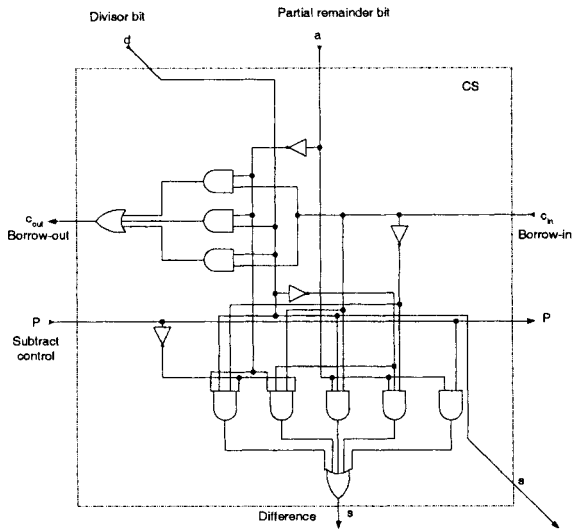 Divisor bit
Partial remainder bit
d
a
CS
c_out
Borrow-out
c_in
Borrow-in
P
P
Subtract
control
a
Difference
s